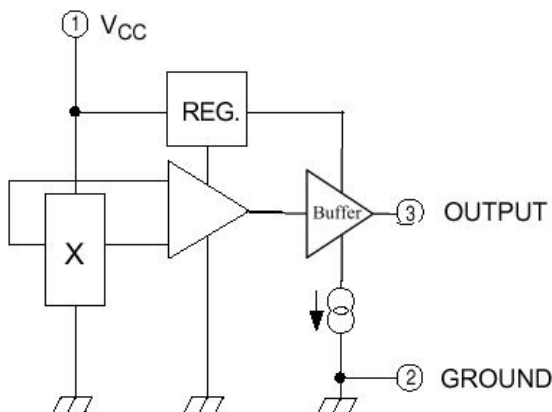 1 VCC
REG.
X
Buffer
3 OUTPUT
2 GROUND